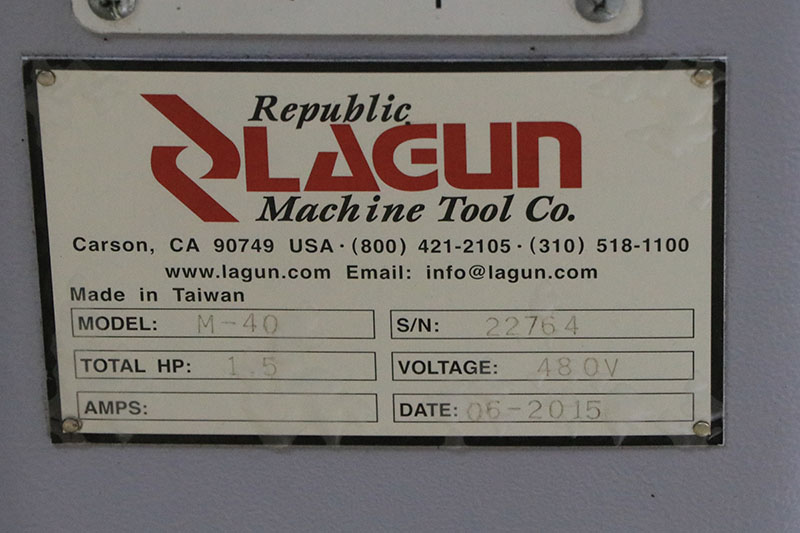 Republic
LAGUN
Machine Tool Co.
Carson, CA 90749 USA · (800) 421-2105 · (310) 518-1100
www.lagun.com Email: info@lagun.com
Made in Taiwan
MODEL: M-40 S/N: 22764
TOTAL HP: 1.5 VOLTAGE: 480V
AMPS: DATE: 06-2015